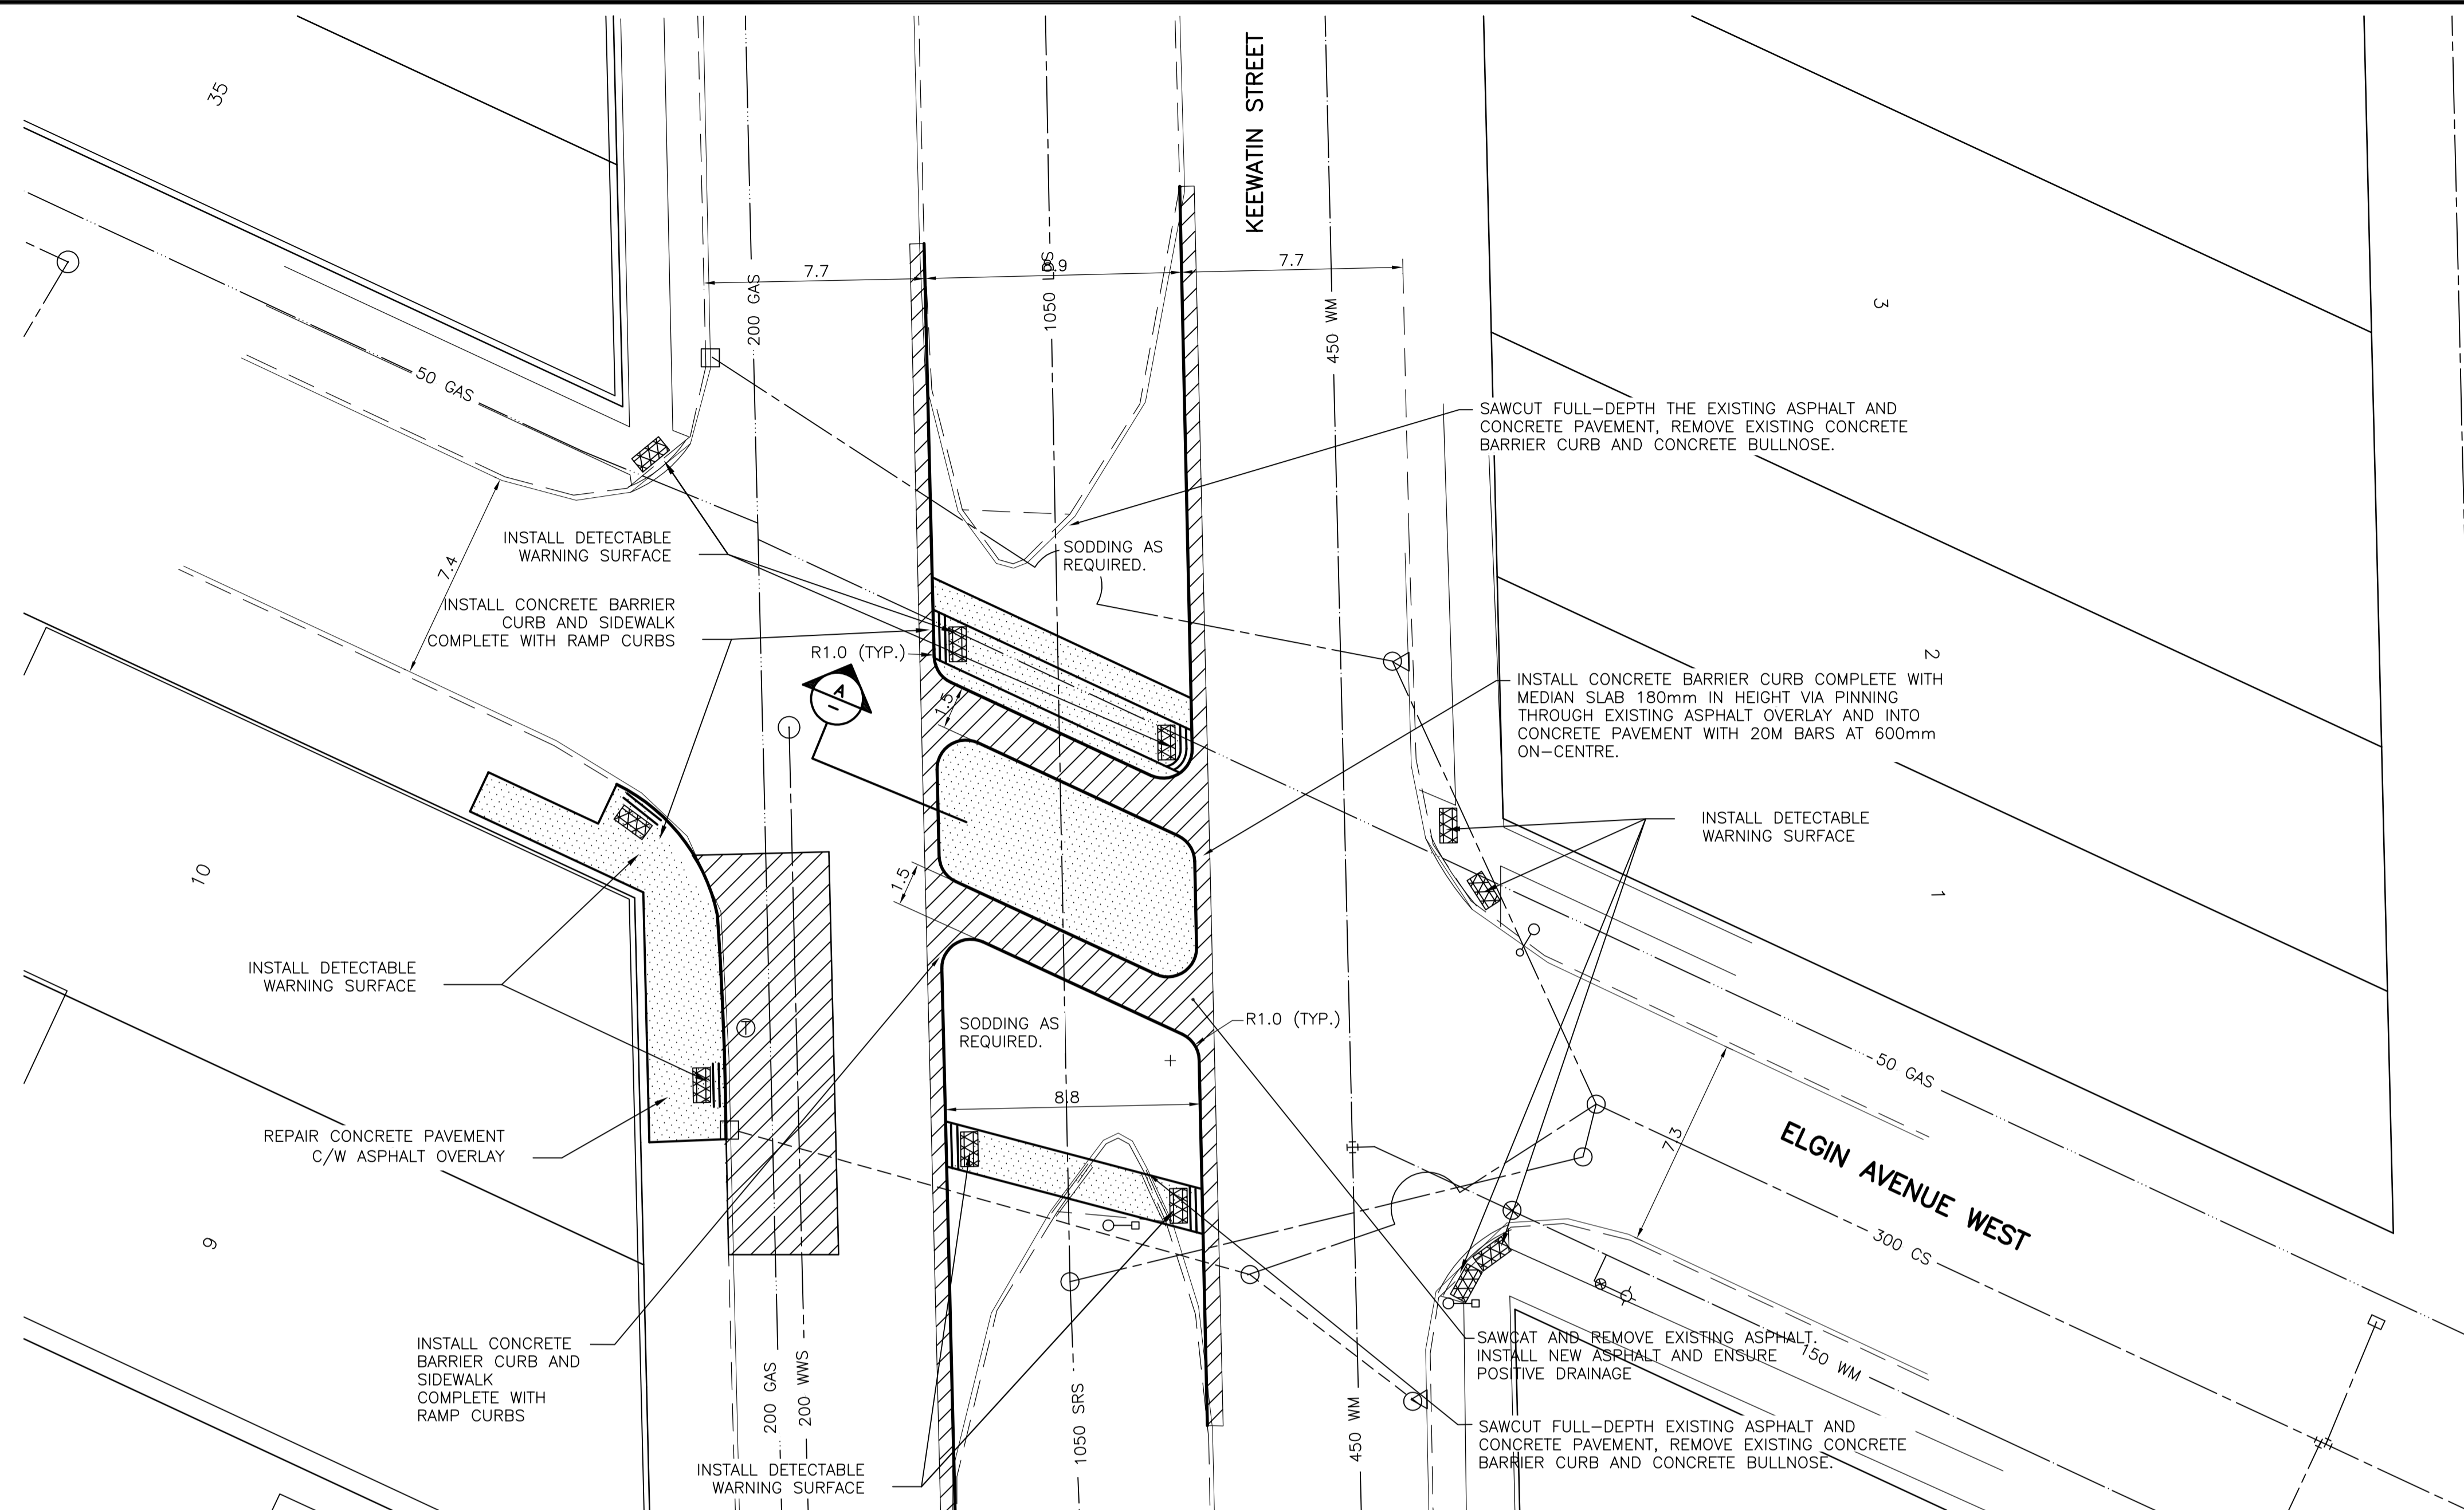 35
KEEWATIN STREET
7.7
8.9
7.7
200 GAS
1050 LDS
450 WM
3
50 GAS
SAWCUT FULL-DEPTH THE EXISTING ASPHALT AND
CONCRETE PAVEMENT, REMOVE EXISTING CONCRETE
BARRIER CURB AND CONCRETE BULLNOSE.
INSTALL DETECTABLE
WARNING SURFACE
SODDING AS
REQUIRED.
7.4
INSTALL CONCRETE BARRIER
CURB AND SIDEWALK
COMPLETE WITH RAMP CURBS
R1.0 (TYP.)
2
A
-
1.5
INSTALL CONCRETE BARRIER CURB COMPLETE WITH
MEDIAN SLAB 180mm IN HEIGHT VIA PINNING
THROUGH EXISTING ASPHALT OVERLAY AND INTO
CONCRETE PAVEMENT WITH 20M BARS AT 600mm
ON-CENTRE.
INSTALL DETECTABLE
WARNING SURFACE
10
1.5
1
INSTALL DETECTABLE
WARNING SURFACE
T
SODDING AS
REQUIRED.
R1.0 (TYP.)
50 GAS
8.8
7.3
ELGIN AVENUE WEST
REPAIR CONCRETE PAVEMENT
C/W ASPHALT OVERLAY
9
300 CS
INSTALL CONCRETE
BARRIER CURB AND
SIDEWALK
COMPLETE WITH
RAMP CURBS
200 GAS
200 WWS
1050 SRS
450 WM
SAWCAT AND REMOVE EXISTING ASPHALT.
INSTALL NEW ASPHALT AND ENSURE
POSITIVE DRAINAGE
150 WM
SAWCUT FULL-DEPTH EXISTING ASPHALT AND
CONCRETE PAVEMENT, REMOVE EXISTING CONCRETE
BARRIER CURB AND CONCRETE BULLNOSE.
INSTALL DETECTABLE
WARNING SURFACE